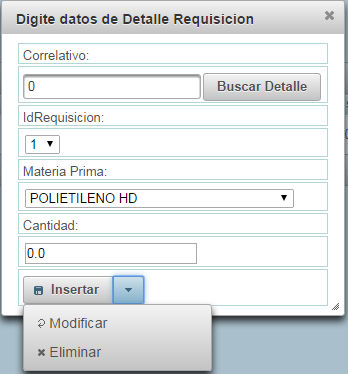 Digite datos de Detalle Requisicion
Correlativo:
0
Buscar Detalle
IdRequisicion:
1
Materia Prima:
POLIETILENO HD
Cantidad:
0.0
Insertar
Modificar
Eliminar